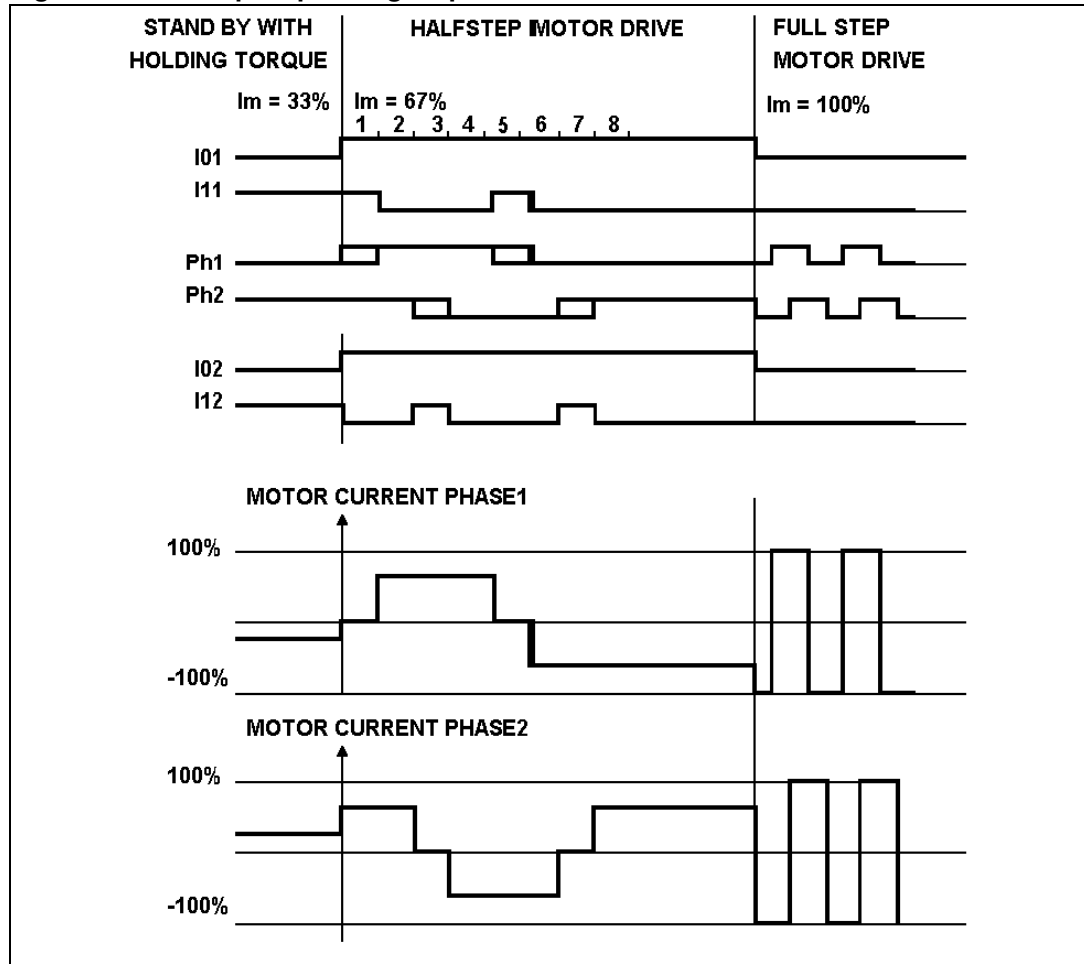 STAND BY WITH HOLDING TORQUE
HALFSTEP MOTOR DRIVE
FULL STEP MOTOR DRIVE
Im = 33%
Im = 67%
Im = 100%
1 2 3 4 5 6 7 8
I01
I11
Ph1
Ph2
I02
I12
MOTOR CURRENT PHASE1
100%
-100%
MOTOR CURRENT PHASE2
100%
-100%